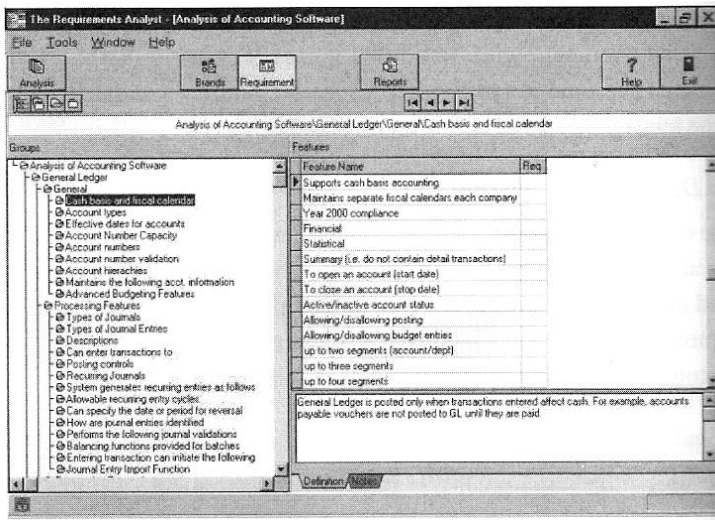 The Requirements Analyst - [Analysis of Accounting Software]
File Tools Window Help
Analysis Brands Requirement Reports Help Exit
Analysis of Accounting Software\General Ledger\General\Cash basis and fiscal calendar
Groups
Analysis of Accounting Software
General Ledger
General
Cash basis and fiscal calendar
Account types
Effective dates for accounts
Account Number Capacity
Account numbers
Account number validation
Account hierachies
Maintains the following acct. information
Advanced Budgeting Features
Processing Features
Types of Journals
Types of Journal Entries
Descriptions
Can enter transactions to
Posting controls
Recurring Journals
System generates recurring entries as follows
Allowable recurring entry cycles
Can specify the date or period for reversal
How are journal entries identified
Performs the following journal validations
Balancing functions provided for batches
Entering transaction can initiate the following
Journal Entry Import Function
Features
Feature Name Req
Supports cash basis accounting
Maintains separate fiscal calendars each company
Year 2000 compliance
Financial
Statistical
Summary (i.e. do not contain detail transactions)
To open an account (start date)
To close an account (stop date)
Active/inactive account status
Allowing/disallowing posting
Allowing/disallowing budget entries
up to two segments (account/dept)
up to three segments
up to four segments
General Ledger is posted only when transactions entered affect cash. For example, accounts
payable vouchers are not posted to GL until they are paid.
Definition Notes